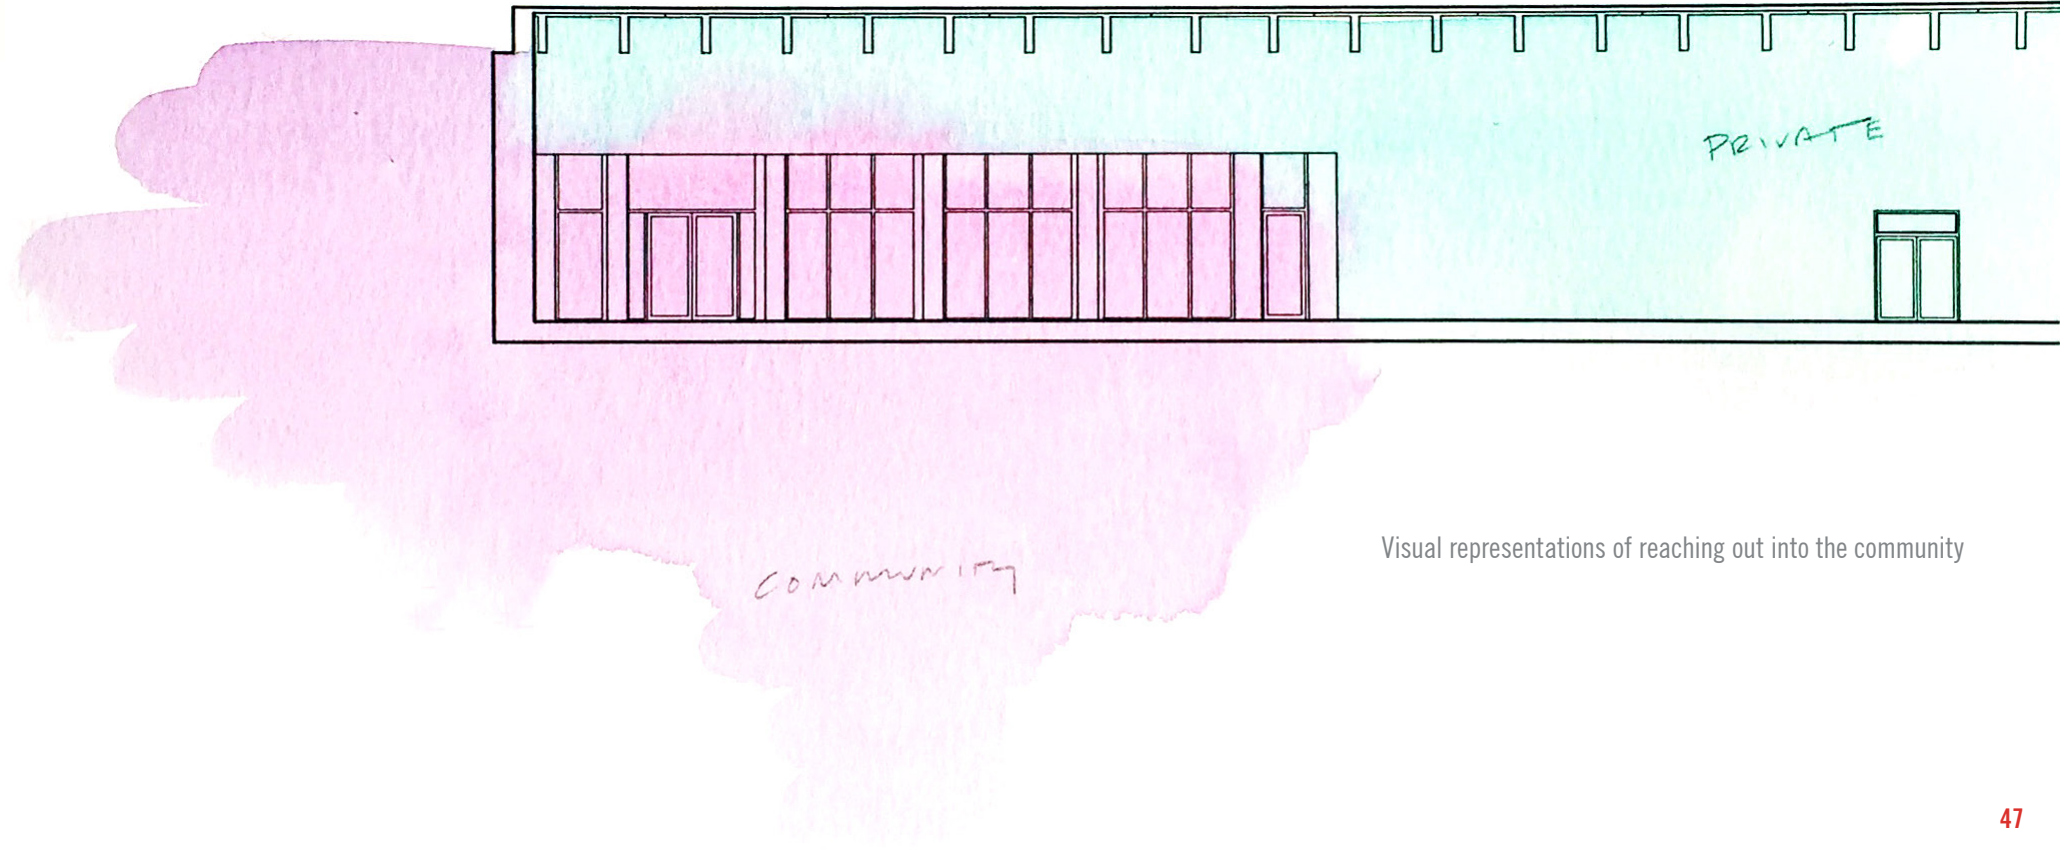 PRIVATE
Visual representations of reaching out into the community
COMMUNITY
47